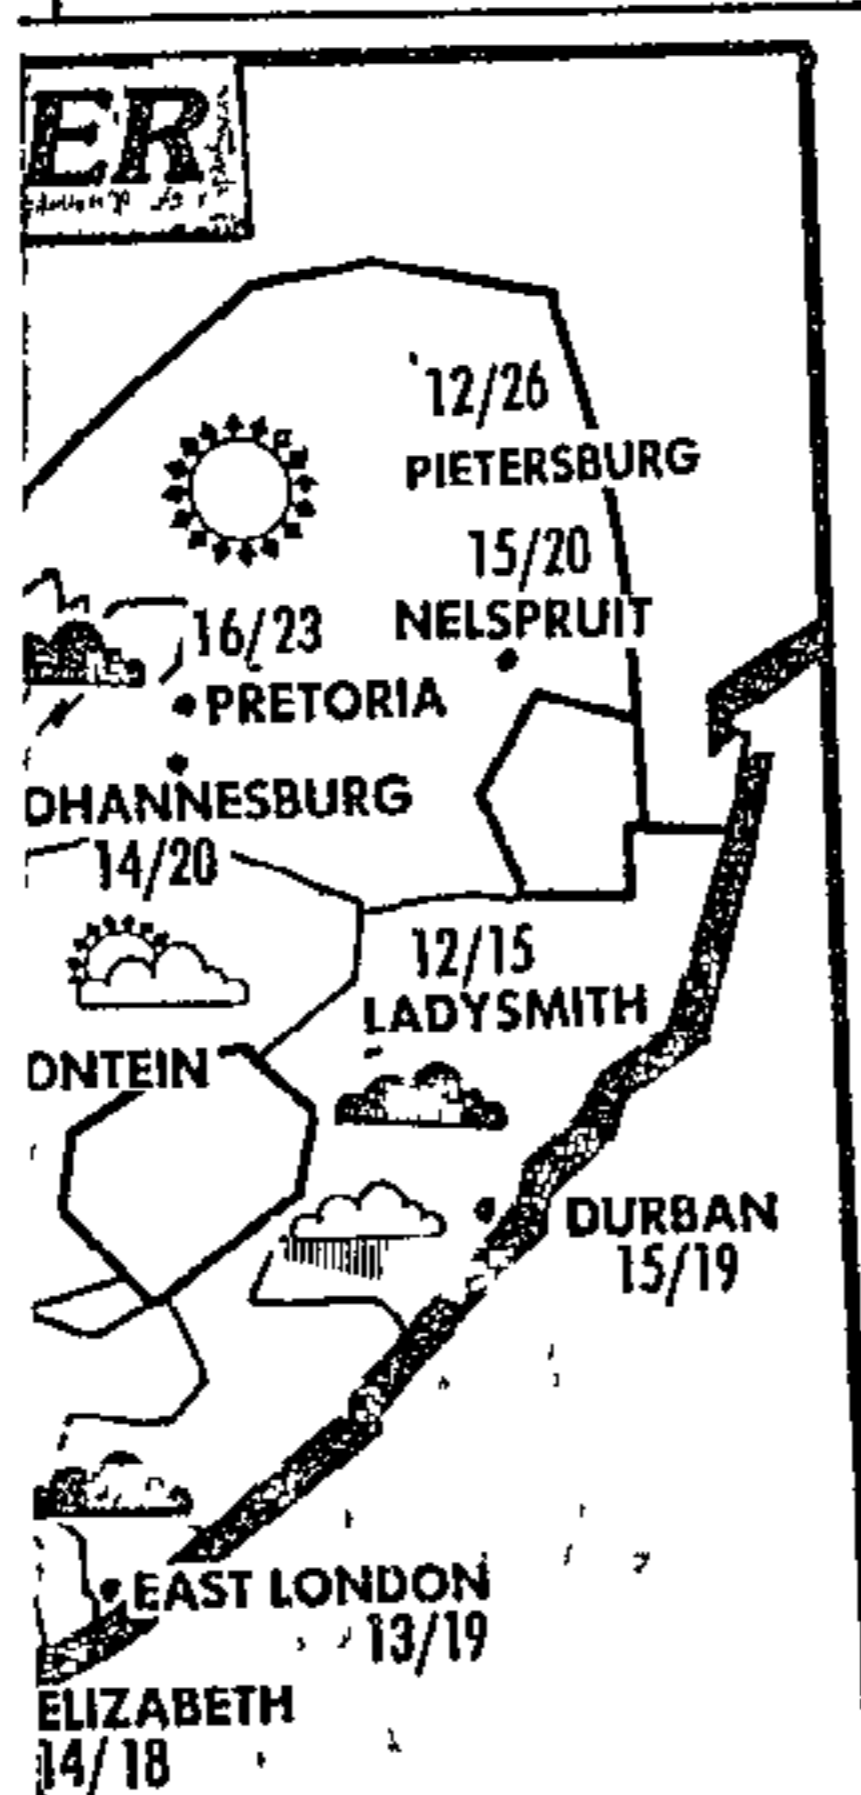 ER
12/26
PIETERSBURG
15/20
NELSPRUIT
16/23
PRETORIA
OHANNESBURG
14/20
12/15
LADYSMITH
ONTEIN
DURBAN
15/19
EAST LONDON
13/19
ELIZABETH
14/18